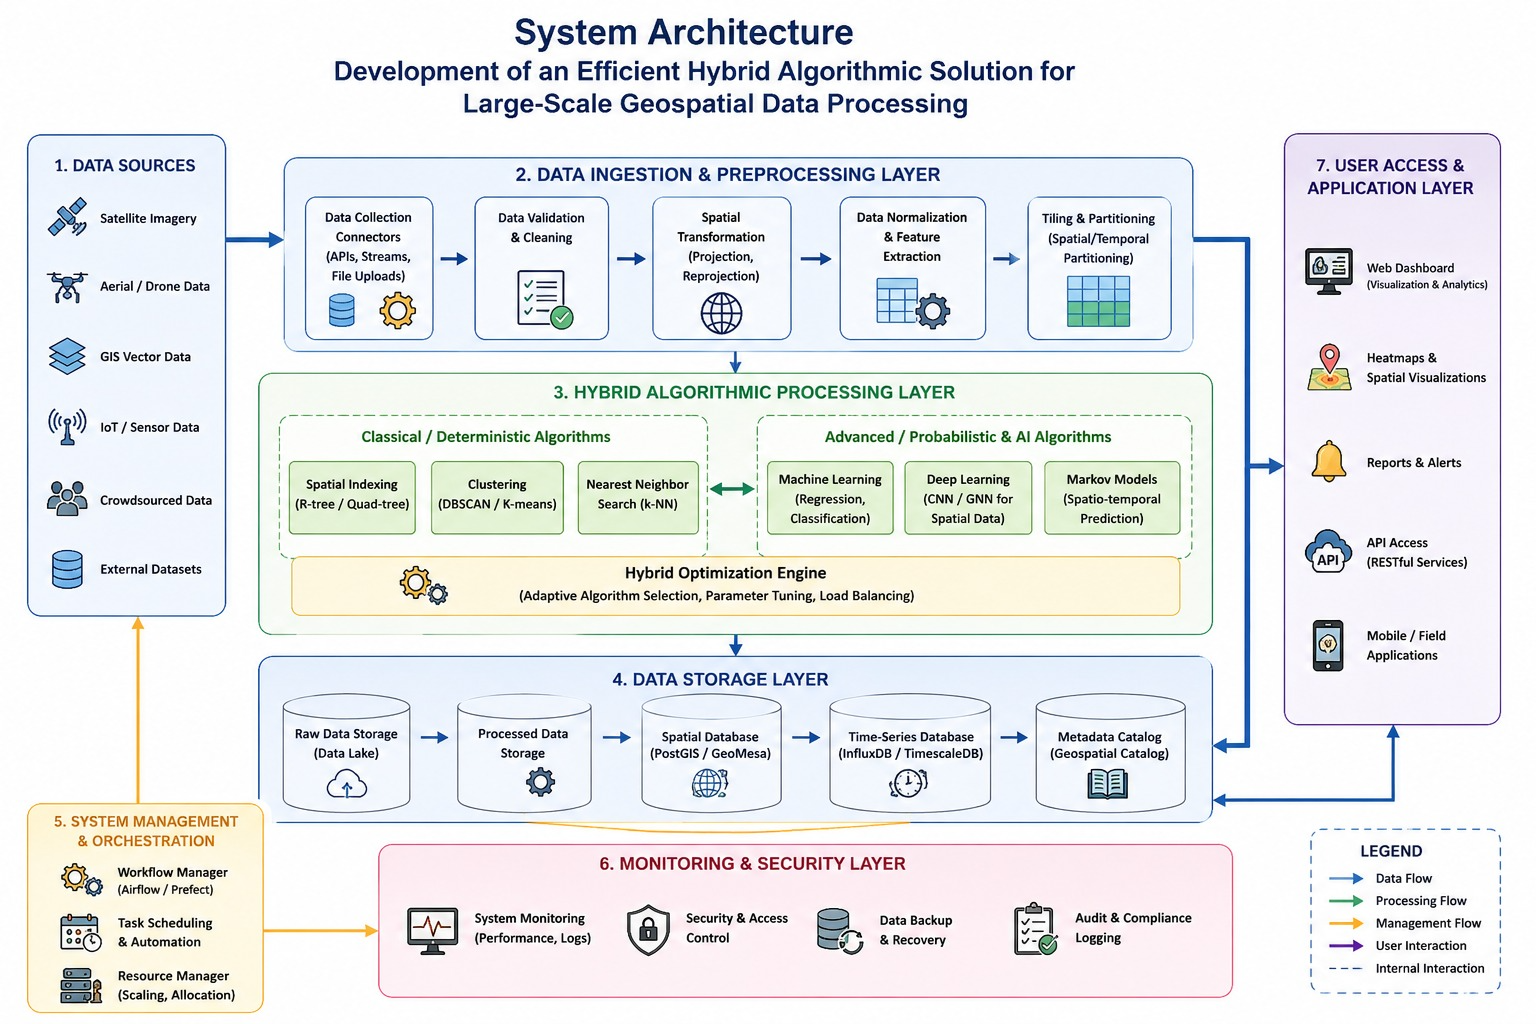 System Architecture
Development of an Efficient Hybrid Algorithmic Solution for
Large-Scale Geospatial Data Processing
1. DATA SOURCES
Satellite Imagery
Aerial / Drone Data
GIS Vector Data
IoT / Sensor Data
Crowdsourced Data
External Datasets
2. DATA INGESTION & PREPROCESSING LAYER
Data Collection
Connectors
(APIs, Streams,
File Uploads)
Data Validation
& Cleaning
Spatial
Transformation
(Projection,
Reprojection)
Data Normalization
& Feature
Extraction
Tiling & Partitioning
(Spatial/Temporal
Partitioning)
3. HYBRID ALGORITHMIC PROCESSING LAYER
Classical / Deterministic Algorithms
Spatial Indexing
(R-tree / Quad-tree)
Clustering
(DBSCAN / K-means)
Nearest Neighbor
Search (k-NN)
Advanced / Probabilistic & AI Algorithms
Machine Learning
(Regression,
Classification)
Deep Learning
(CNN / GNN for
Spatial Data)
Markov Models
(Spatio-temporal
Prediction)
Hybrid Optimization Engine
(Adaptive Algorithm Selection, Parameter Tuning, Load Balancing)
4. DATA STORAGE LAYER
Raw Data Storage
(Data Lake)
Processed Data
Storage
Spatial Database
(PostGIS / GeoMesa)
Time-Series Database
(InfluxDB / TimescaleDB)
Metadata Catalog
(Geospatial Catalog)
5. SYSTEM MANAGEMENT
& ORCHESTRATION
Workflow Manager
(Airflow / Prefect)
Task Scheduling
& Automation
Resource Manager
(Scaling, Allocation)
6. MONITORING & SECURITY LAYER
System Monitoring
(Performance, Logs)
Security & Access
Control
Data Backup
& Recovery
Audit & Compliance
Logging
7. USER ACCESS &
APPLICATION LAYER
Web Dashboard
(Visualization & Analytics)
Heatmaps &
Spatial Visualizations
Reports & Alerts
API
API Access
(RESTful Services)
Mobile / Field
Applications
LEGEND
Data Flow
Processing Flow
Management Flow
User Interaction
Internal Interaction